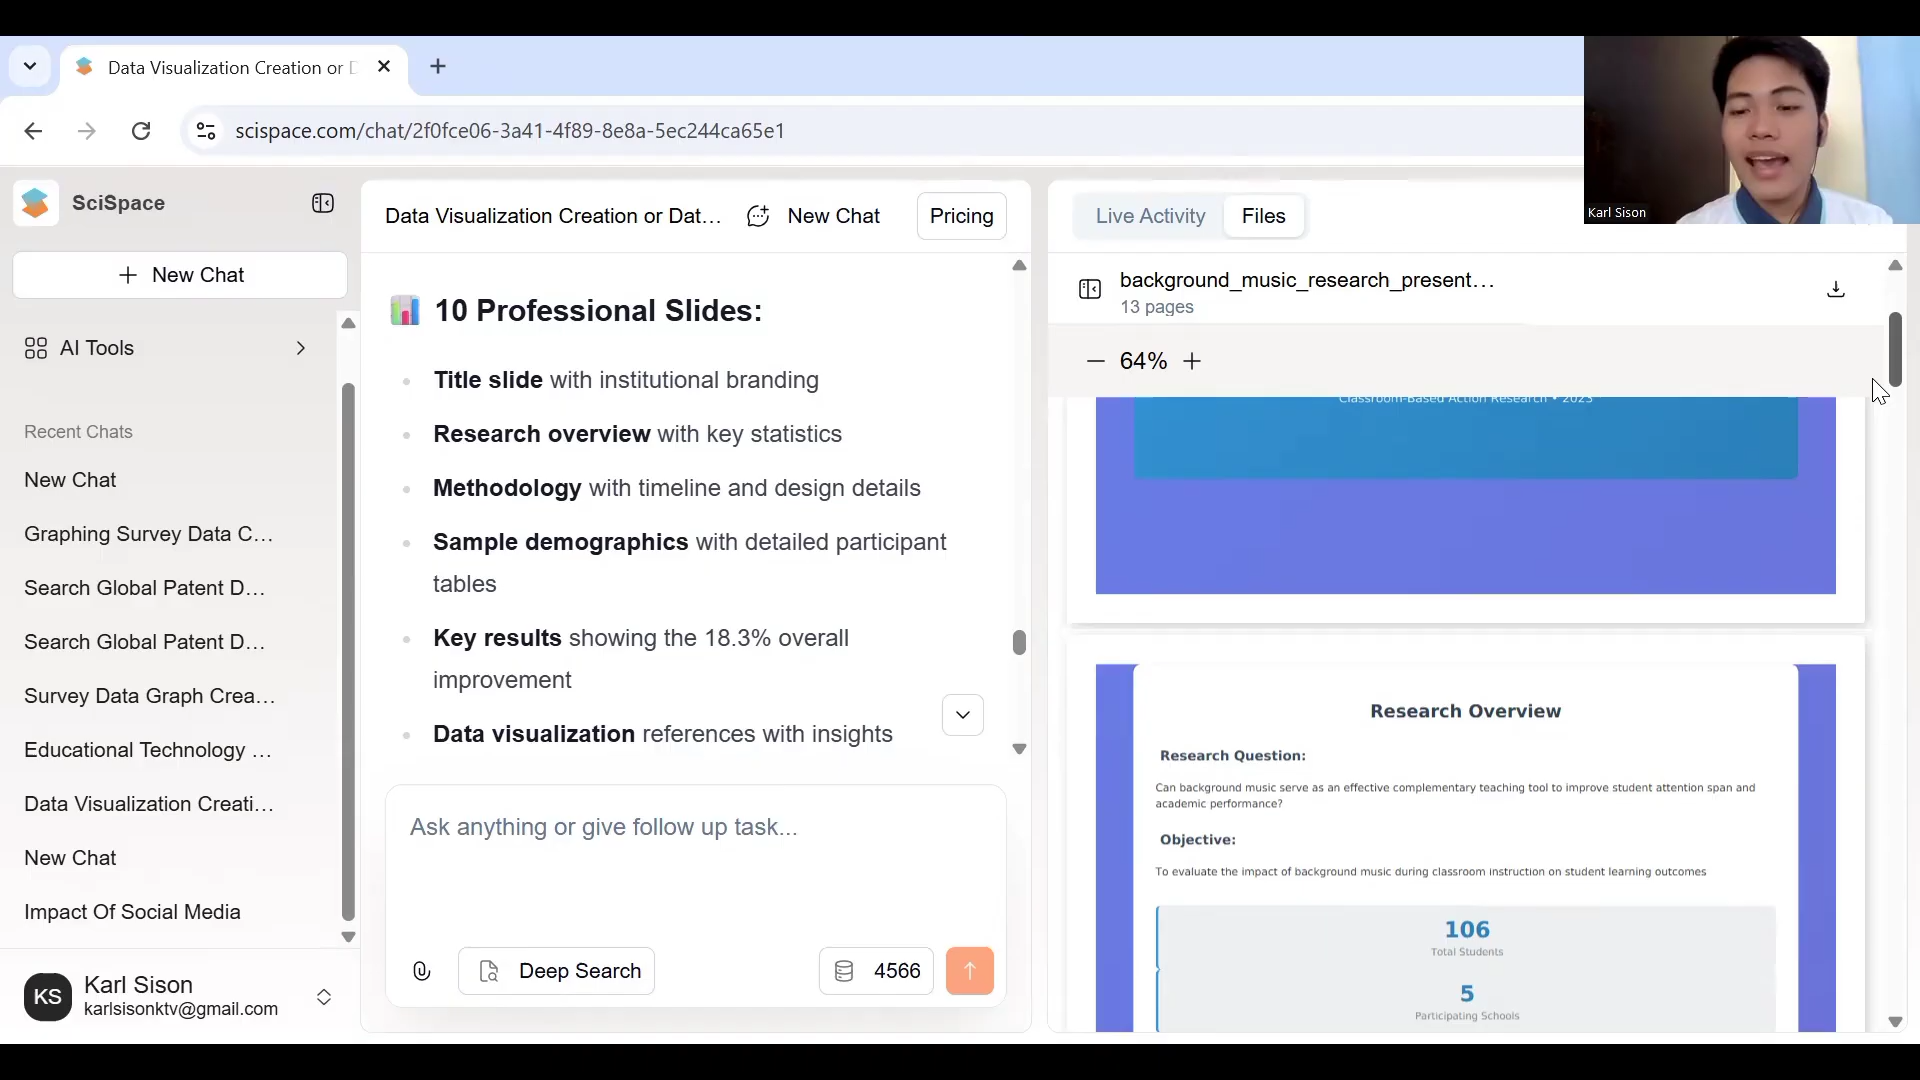 Data Visualization Creation or D
scispace.com/chat/2f0fce06-3a41-4f89-8e8a-5ec244ca65e1
Karl Sison
SciSpace
New Chat
AI Tools
Recent Chats
New Chat
Graphing Survey Data C...
Search Global Patent D...
Search Global Patent D...
Survey Data Graph Crea...
Educational Technology ...
Data Visualization Creati...
New Chat
Impact Of Social Media
KS
Karl Sison
karlsisonktv@gmail.com
Data Visualization Creation or Dat...
New Chat
Pricing
10 Professional Slides:
Title slide with institutional branding
Research overview with key statistics
Methodology with timeline and design details
Sample demographics with detailed participant
tables
Key results showing the 18.3% overall
improvement
Data visualization references with insights
Ask anything or give follow up task...
Deep Search
4566
Live Activity
Files
background_music_research_present...
13 pages
64%
Classroom-Based Action Research • 2023
Research Overview
Research Question:
Can background music serve as an effective complementary teaching tool to improve student attention span and
academic performance?
Objective:
To evaluate the impact of background music during classroom instruction on student learning outcomes
106
Total Students
5
Participating Schools